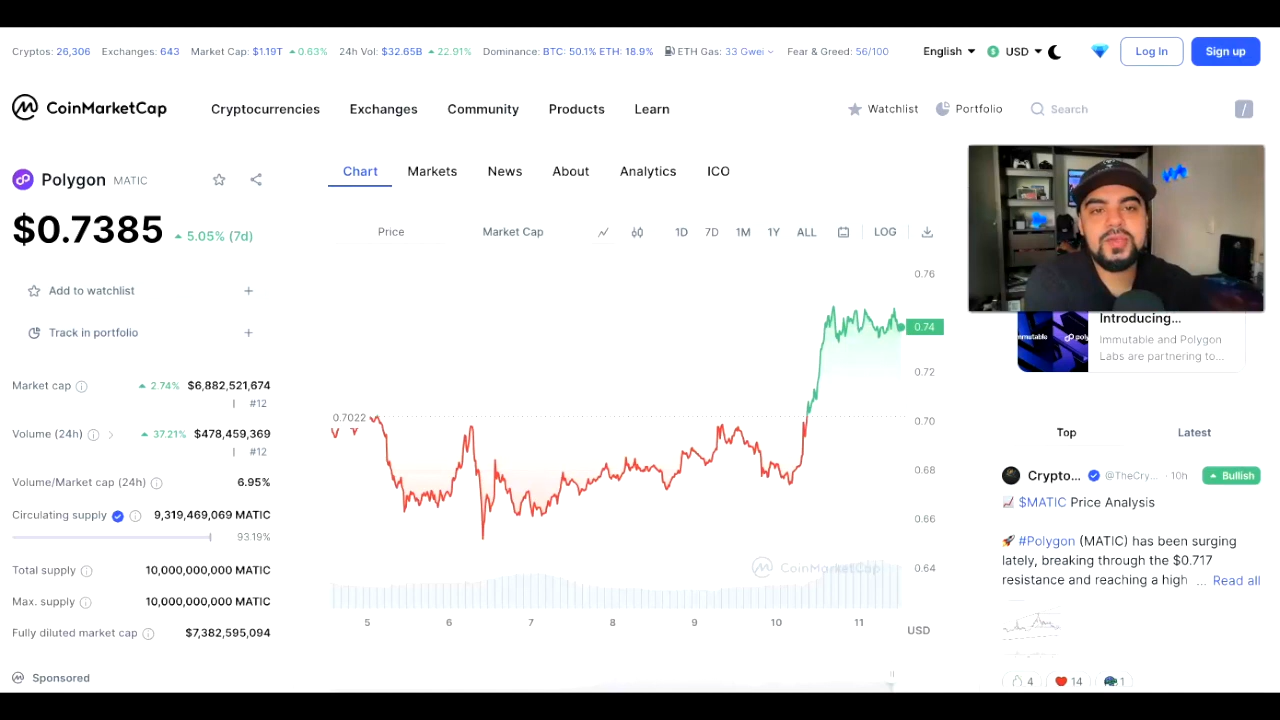 Cryptos: 26,306 Exchanges: 643 Market Cap: $1.19T 0.63% 24h Vol: $32.65B 22.91% Dominance: BTC: 50.1% ETH: 18.9% ETH Gas: 33 Gwei Fear & Greed: 56/100 English USD Log In Sign up
CoinMarketCap Cryptocurrencies Exchanges Community Products Learn Watchlist Portfolio Search /
Polygon MATIC
$0.7385 5.05% (7d)
Add to watchlist +
Track in portfolio +
Market cap 2.74% $6,882,521,674
#12
Volume (24h) 37.21% $478,459,369
#12
Volume/Market cap (24h) 6.95%
Circulating supply 9,319,469,069 MATIC
93.19%
Total supply 10,000,000,000 MATIC
Max. supply 10,000,000,000 MATIC
Fully diluted market cap $7,382,595,094
Sponsored
Chart Markets News About Analytics ICO
Price Market Cap 1D 7D 1M 1Y ALL LOG
0.76
0.74
0.72
0.7022 0.70
0.68
0.66
CoinMarketCap 0.64
5 6 7 8 9 10 11
USD
Introducing...
Immutable and Polygon
Labs are partnering to...
Top Latest
Crypto... @TheCry... · 10h Bullish
$MATIC Price Analysis
#Polygon (MATIC) has been surging
lately, breaking through the $0.717
resistance and reaching a high ... Read all
4 14 1